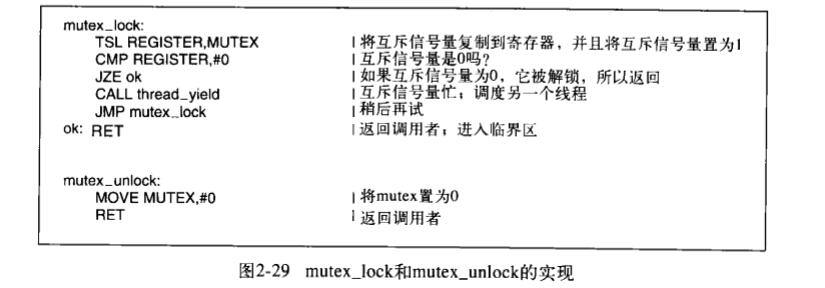 mutex_lock:
TSL REGISTER,MUTEX | 将互斥信号量复制到寄存器，并且将互斥信号量置为1
CMP REGISTER,#0 | 互斥信号量是0吗？
JZE ok | 如果互斥信号量为0，它被解锁，所以返回
CALL thread_yield | 互斥信号量忙；调度另一个线程
JMP mutex_lock | 稍后再试
ok: RET | 返回调用者；进入临界区
mutex_unlock:
MOVE MUTEX,#0 | 将mutex置为0
RET | 返回调用者
图2-29 mutex_lock和mutex_unlock的实现